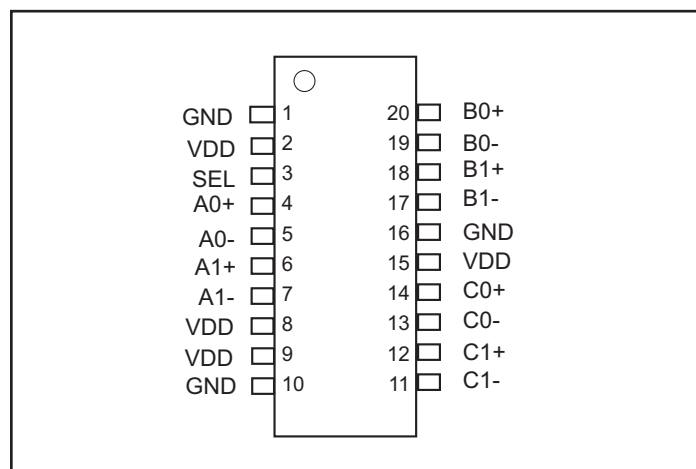 GND 1 20 B0+
VDD 2 19 B0-
SEL 3 18 B1+
A0+ 4 17 B1-
A0- 5 16 GND
A1+ 6 15 VDD
A1- 7 14 C0+
VDD 8 13 C0-
VDD 9 12 C1+
GND 10 11 C1-